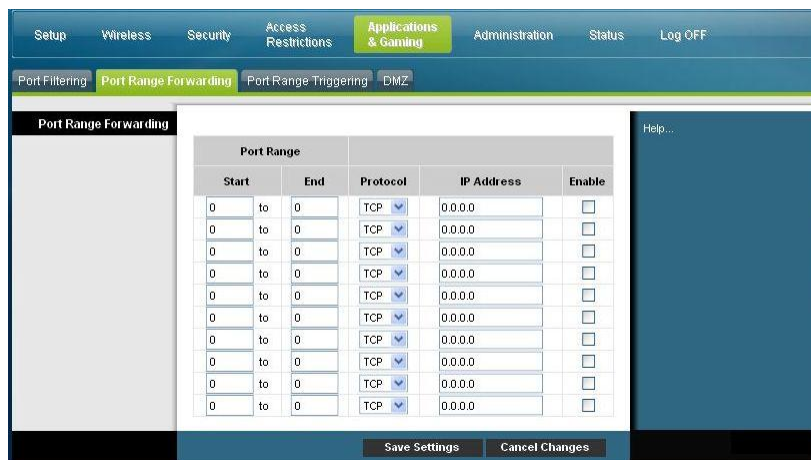 Setup Wireless Security Access Restrictions Applications & Gaming Administration Status Log OFF
Port Filtering Port Range Forwarding Port Range Triggering DMZ
Port Range Forwarding
Help...
Port Range
Start End Protocol IP Address Enable
0 to 0 TCP 0.0.0.0
0 to 0 TCP 0.0.0.0
0 to 0 TCP 0.0.0.0
0 to 0 TCP 0.0.0.0
0 to 0 TCP 0.0.0.0
0 to 0 TCP 0.0.0.0
0 to 0 TCP 0.0.0.0
0 to 0 TCP 0.0.0.0
0 to 0 TCP 0.0.0.0
0 to 0 TCP 0.0.0.0
Save Settings Cancel Changes